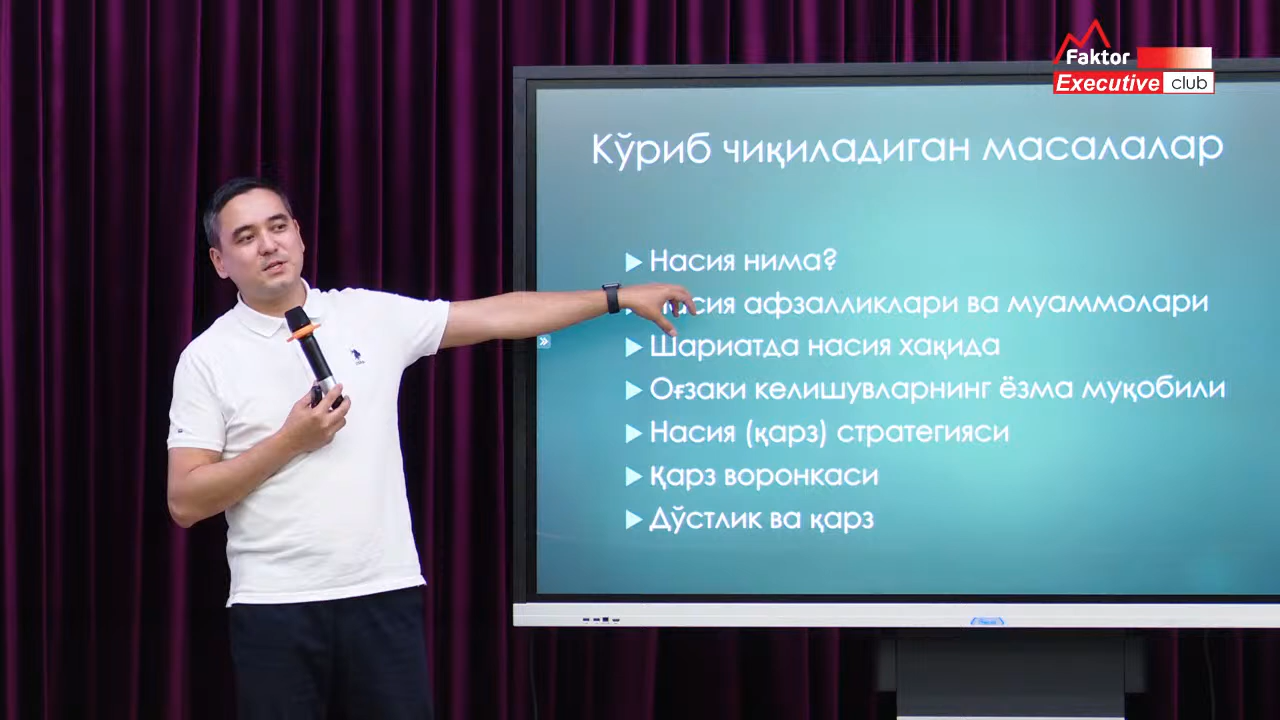 Faktor
Executive club
Кўриб чиқиладиган масалалар
Насия нима?
афзалликлари ва муаммолари
Шариатда насия хақида
Оғзаки келишувларнинг ёзма муқобили
Насия (қарз) стратегияси
Қарз воронкаси
Дўстлик ва қарз